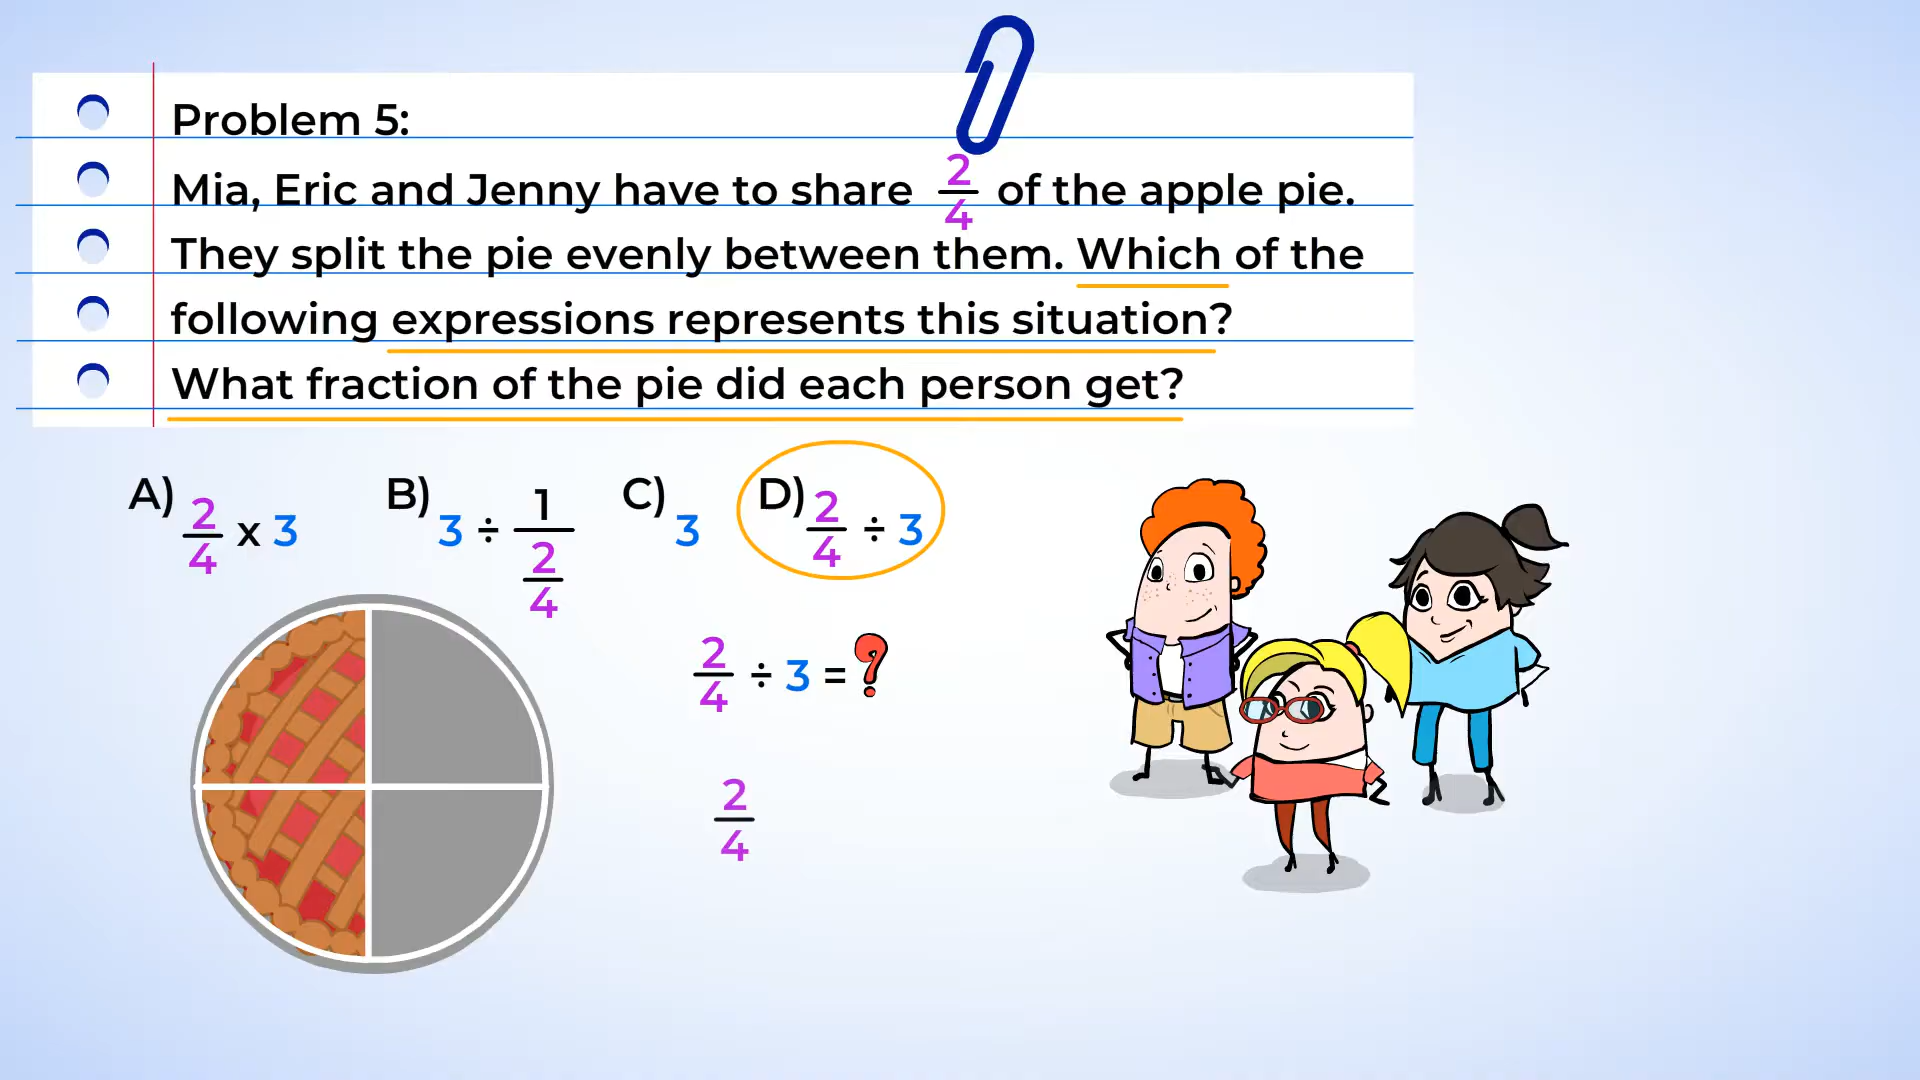 Problem 5:
Mia, Eric and Jenny have to share 2/4 of the apple pie.
They split the pie evenly between them. Which of the
following expressions represents this situation?
What fraction of the pie did each person get?
A) 2/4 x 3 B) 3 ÷ 1/(2/4) C) 3 D) 2/4 ÷ 3
2/4 ÷ 3 = ?
2/4